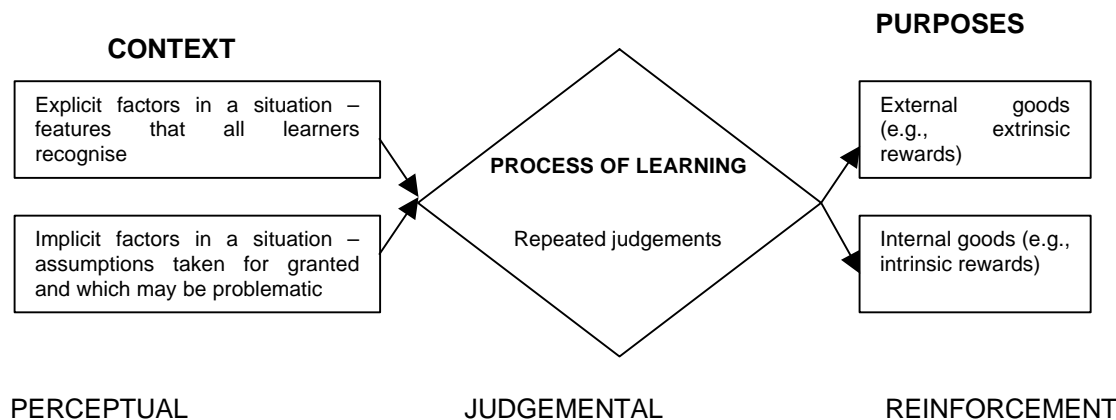 PURPOSES
CONTEXT
Explicit factors in a situation –
features that all learners
recognise
External goods
(e.g., extrinsic
rewards)
PROCESS OF LEARNING
Repeated judgements
Implicit factors in a situation –
assumptions taken for granted
and which may be problematic
Internal goods (e.g.,
intrinsic rewards)
PERCEPTUAL
JUDGEMENTAL
REINFORCEMENT